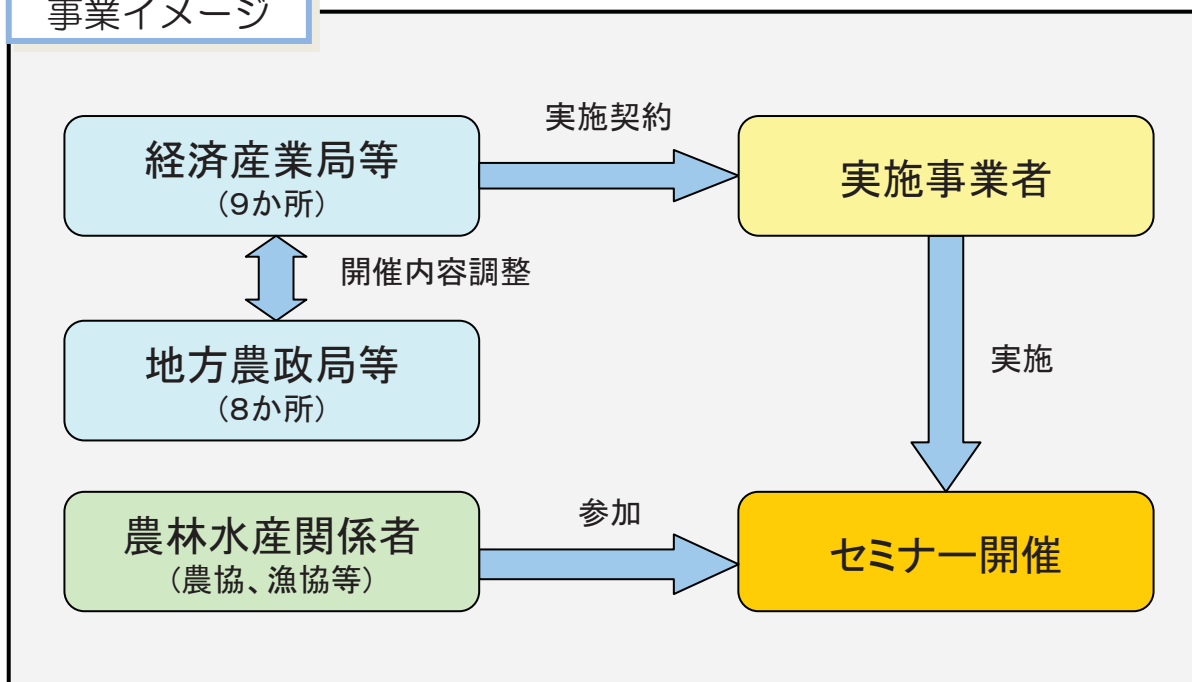 事業イメージ
経済産業局等
（9か所）
実施契約
実施事業者
開催内容調整
地方農政局等
（8か所）
実施
農林水産関係者
（農協、漁協等）
参加
セミナー開催